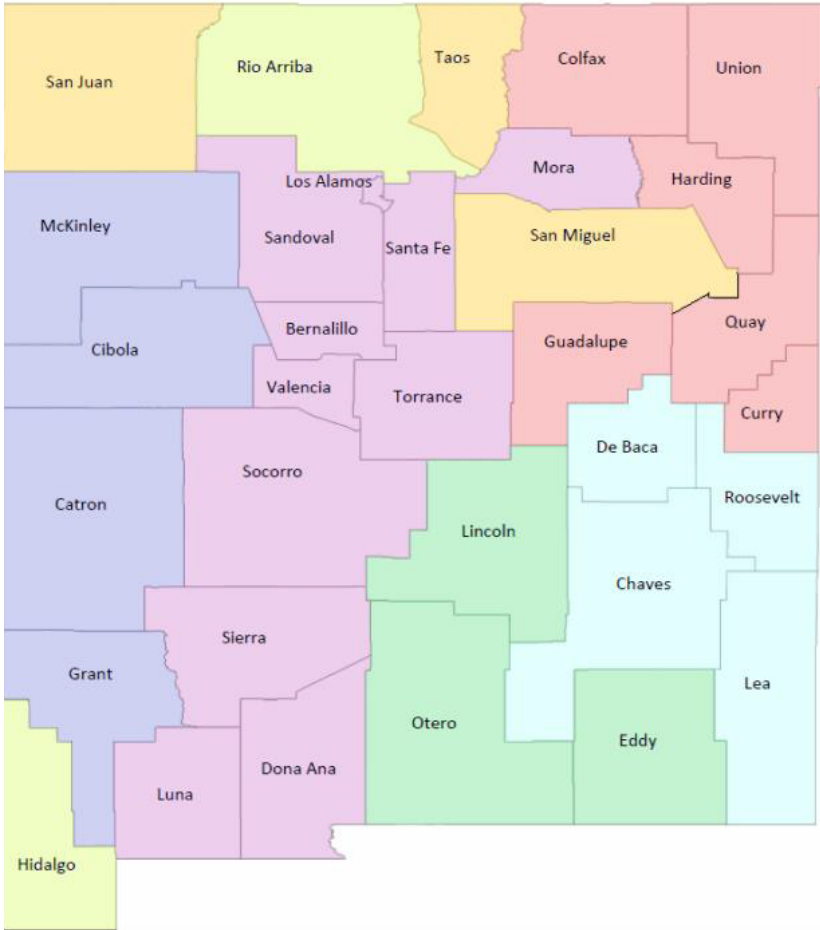 Taos
Colfax
Rio Arriba
Union
San Juan
Mora
Harding
Los Alamos
McKinley
San Miguel
Sandoval
Santa Fe
Quay
Bernalillo
Guadalupe
Cibola
Valencia
Torrance
Curry
De Baca
Socorro
Roosevelt
Catron
Lincoln
Chaves
Sierra
Grant
Lea
Otero
Eddy
Dona Ana
Luna
Hidalgo